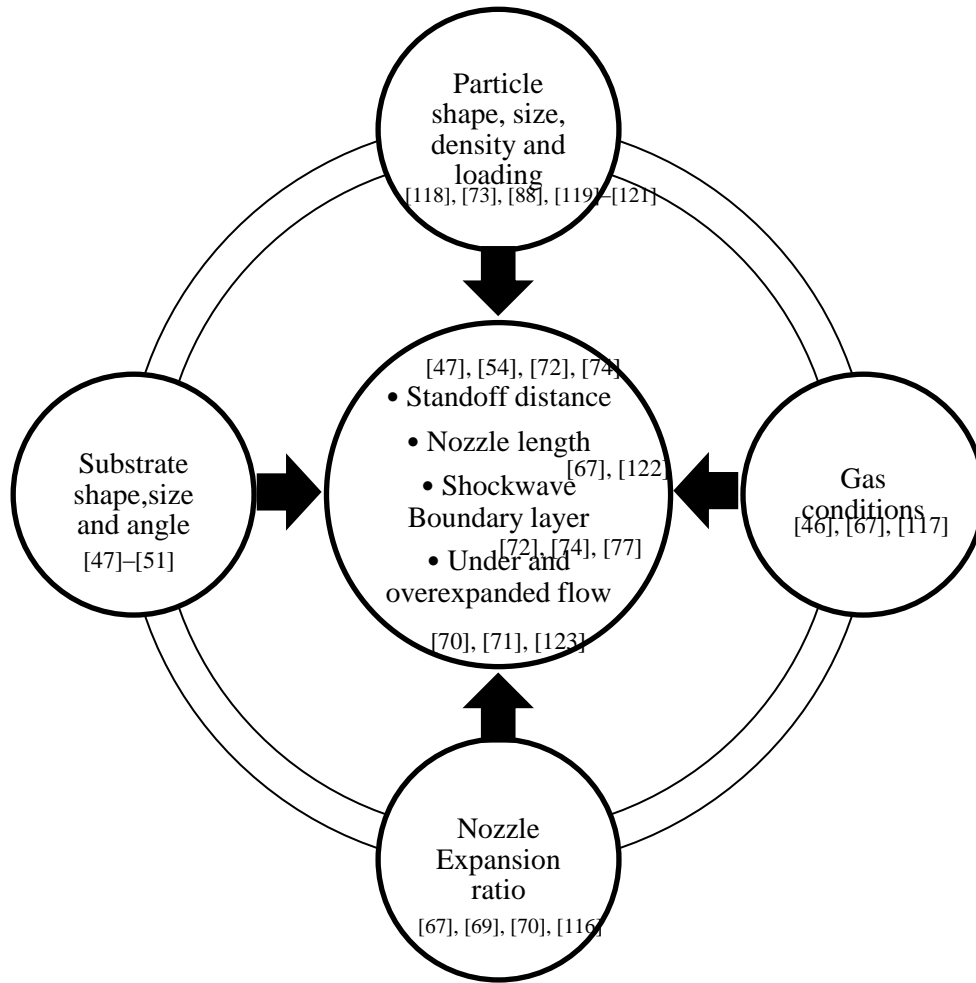 Particle
shape, size,
density and
loading
[118], [73], [88], [119]–[121]
[47], [54], [72], [74]
• Standoff distance
• Nozzle length
[67], [122]
• Shockwave
Boundary layer
[72], [74], [77]
• Under and
overexpanded flow
[70], [71], [123]
Substrate
shape,size
and angle
[47]–[51]
Gas
conditions
[46], [67], [117]
Nozzle
Expansion
ratio
[67], [69], [70], [116]